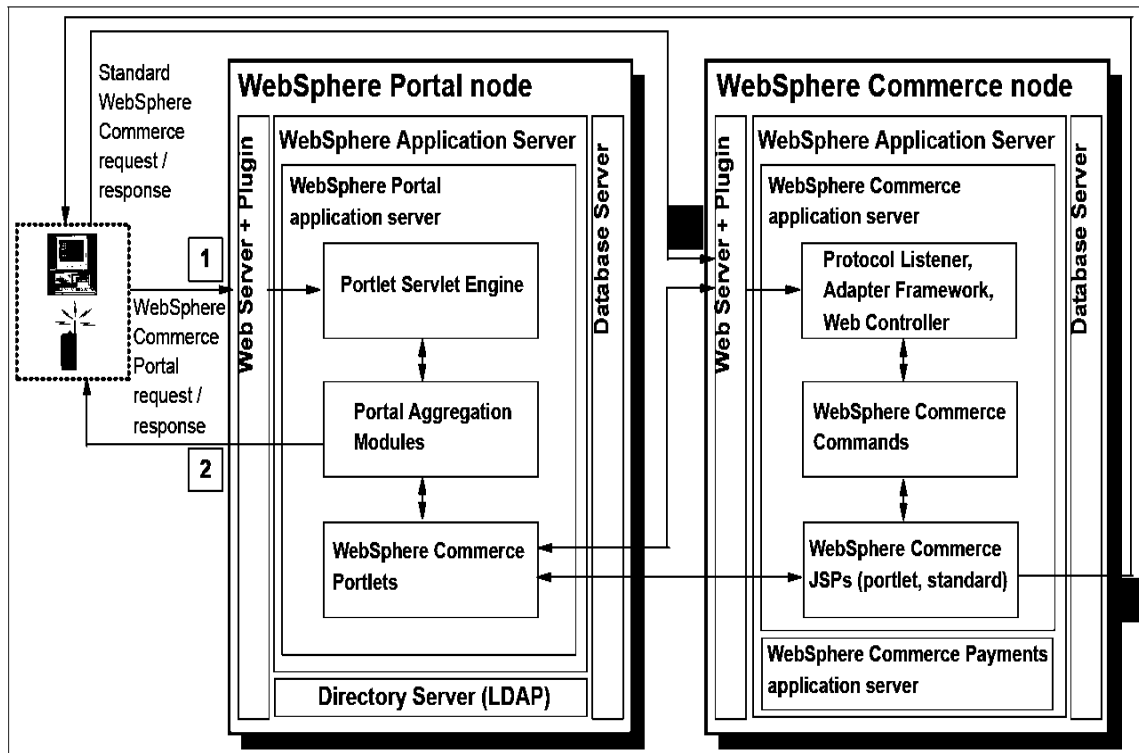 Standard
WebSphere
Commerce
request /
response
1
WebSphere
Commerce
Portal
request /
response
2
WebSphere Portal node
Web Server + Plugin
WebSphere Application Server
WebSphere Portal
application server
Portlet Servlet Engine
Portal Aggregation
Modules
WebSphere Commerce
Portlets
Directory Server (LDAP)
Database Server
WebSphere Commerce node
Web Server + Plugin
WebSphere Application Server
WebSphere Commerce
application server
Protocol Listener,
Adapter Framework,
Web Controller
WebSphere Commerce
Commands
WebSphere Commerce
JSPs (portlet, standard)
WebSphere Commerce Payments
application server
Database Server